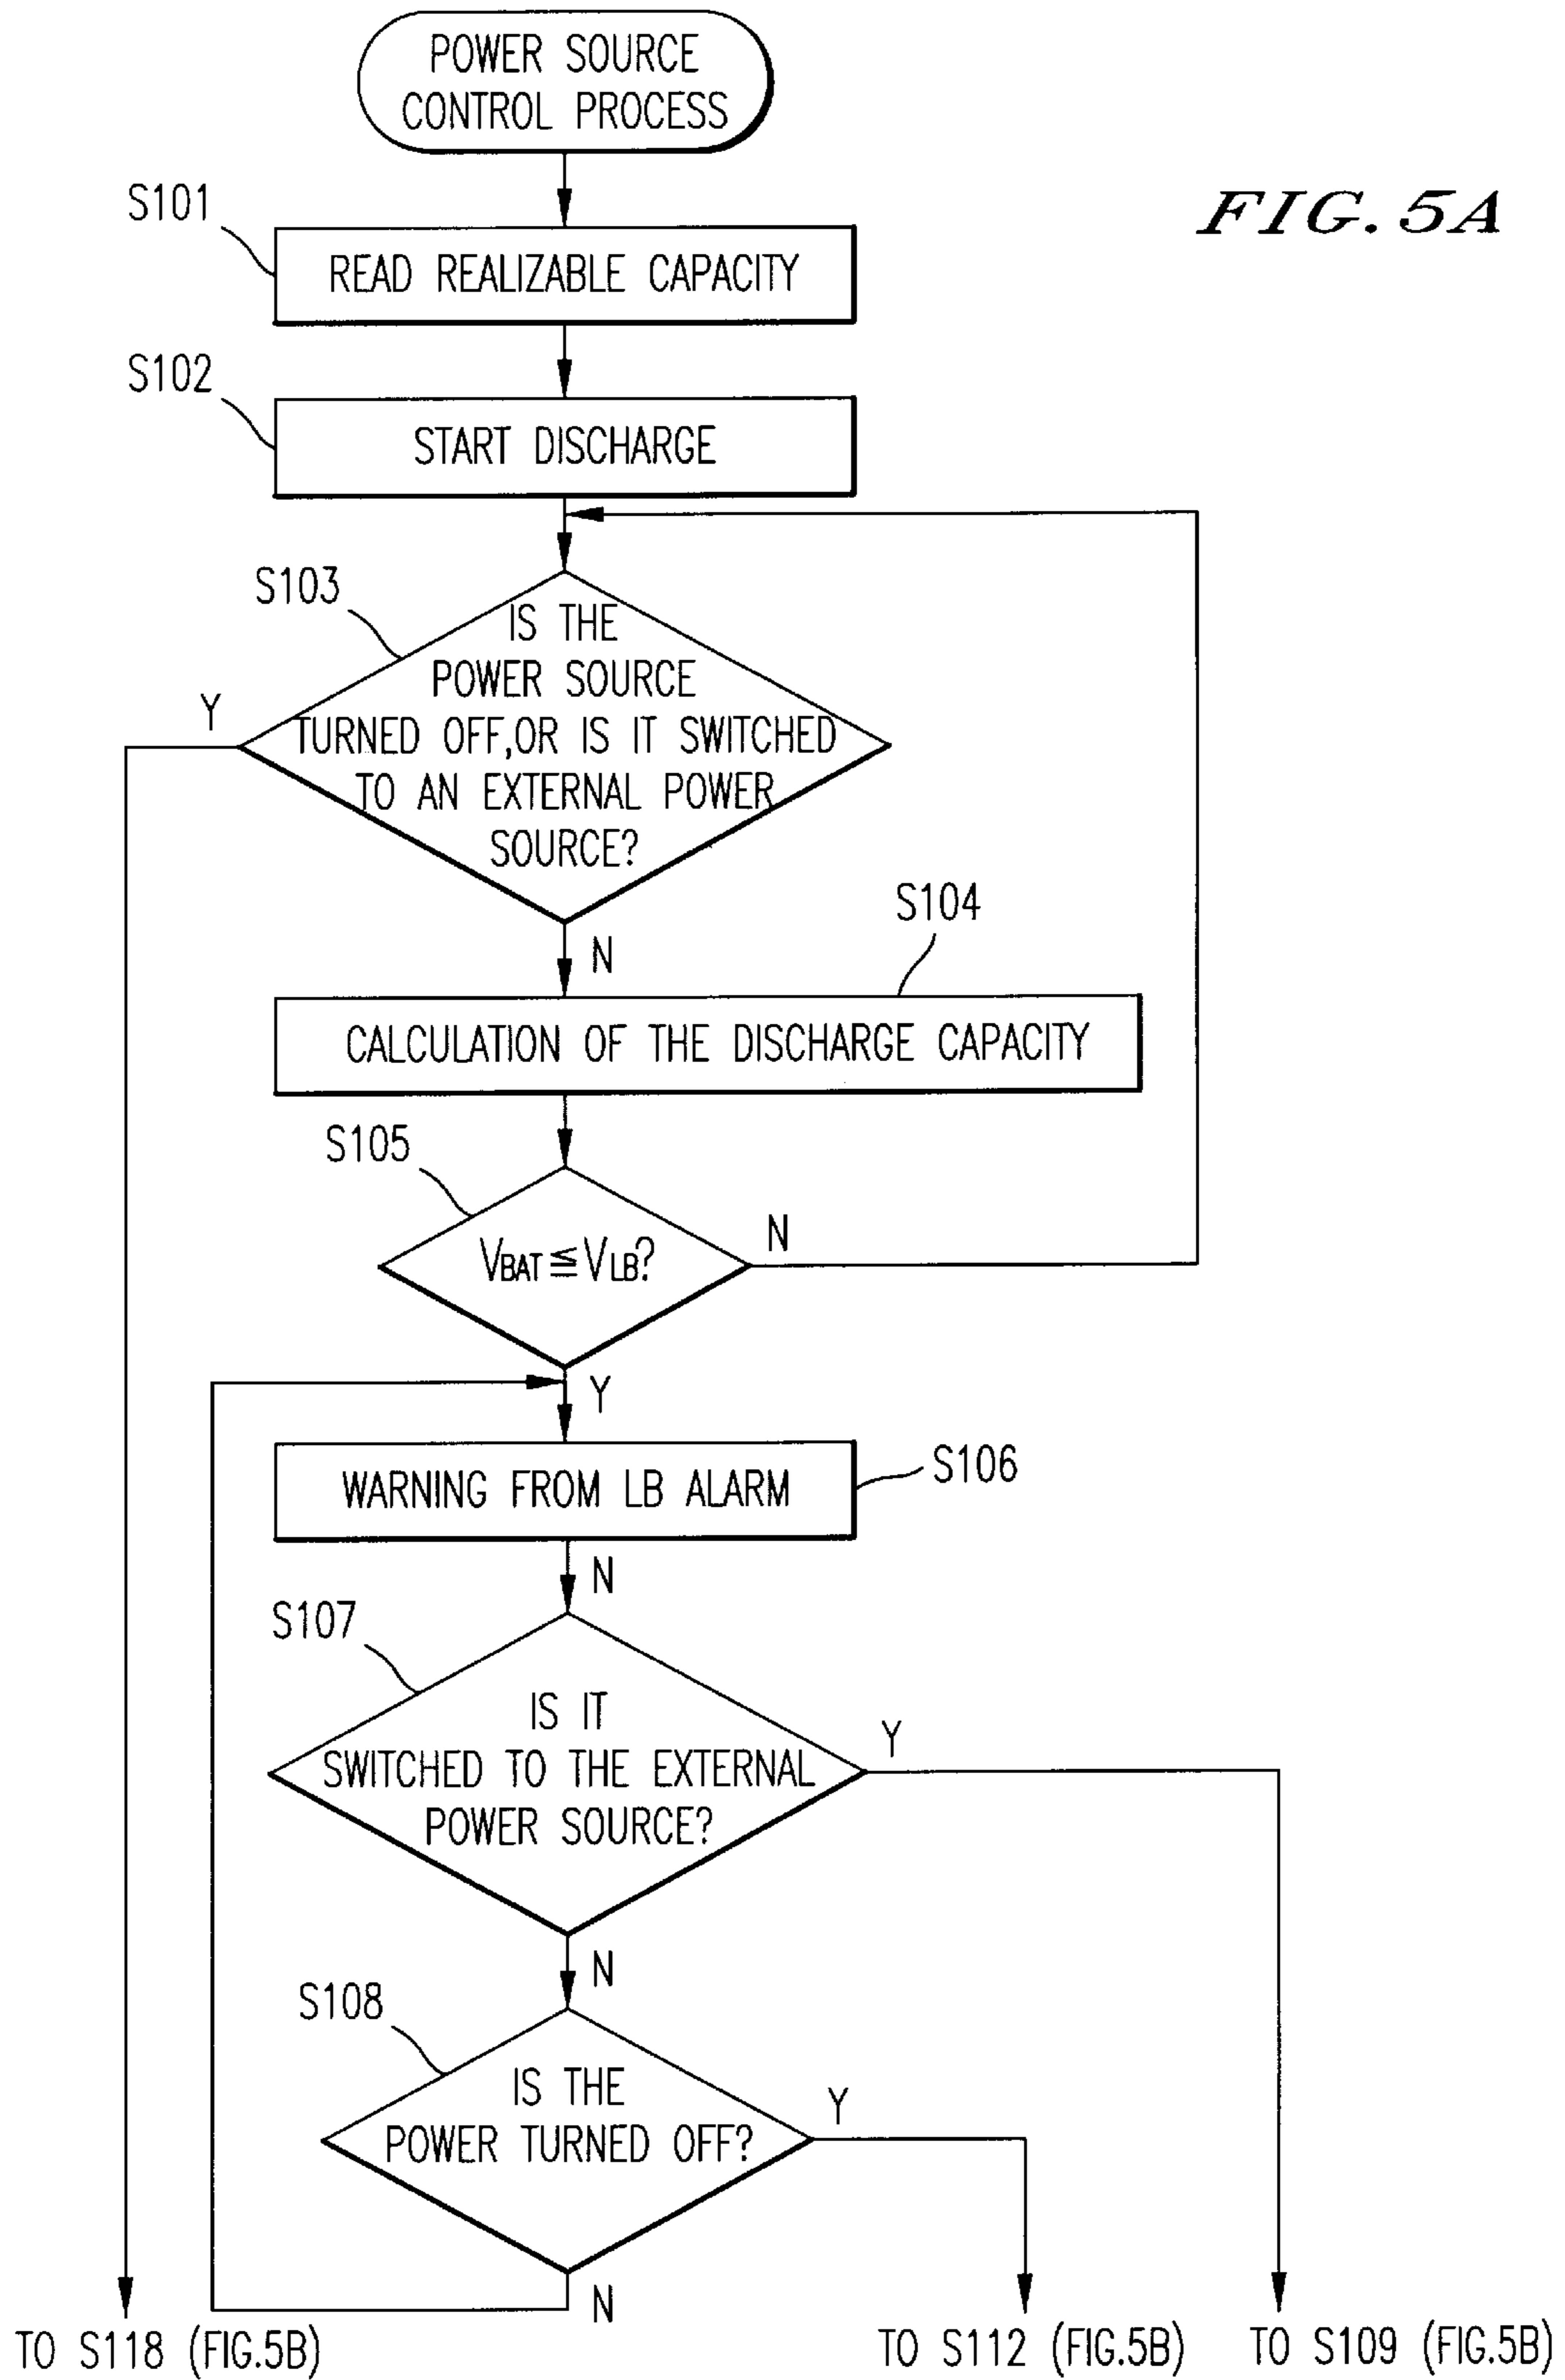 POWER SOURCE
CONTROL PROCESS
FIG. 5A
S101
READ REALIZABLE CAPACITY
S102
START DISCHARGE
S103
IS THE
POWER SOURCE
TURNED OFF,OR IS IT SWITCHED
TO AN EXTERNAL POWER
SOURCE?
Y
N
S104
CALCULATION OF THE DISCHARGE CAPACITY
S105
VBAT≦VLB?
N
Y
WARNING FROM LB ALARM
S106
N
S107
IS IT
SWITCHED TO THE EXTERNAL
POWER SOURCE?
Y
N
S108
IS THE
POWER TURNED OFF?
Y
N
TO S118 (FIG.5B)
TO S112 (FIG.5B)
TO S109 (FIG.5B)